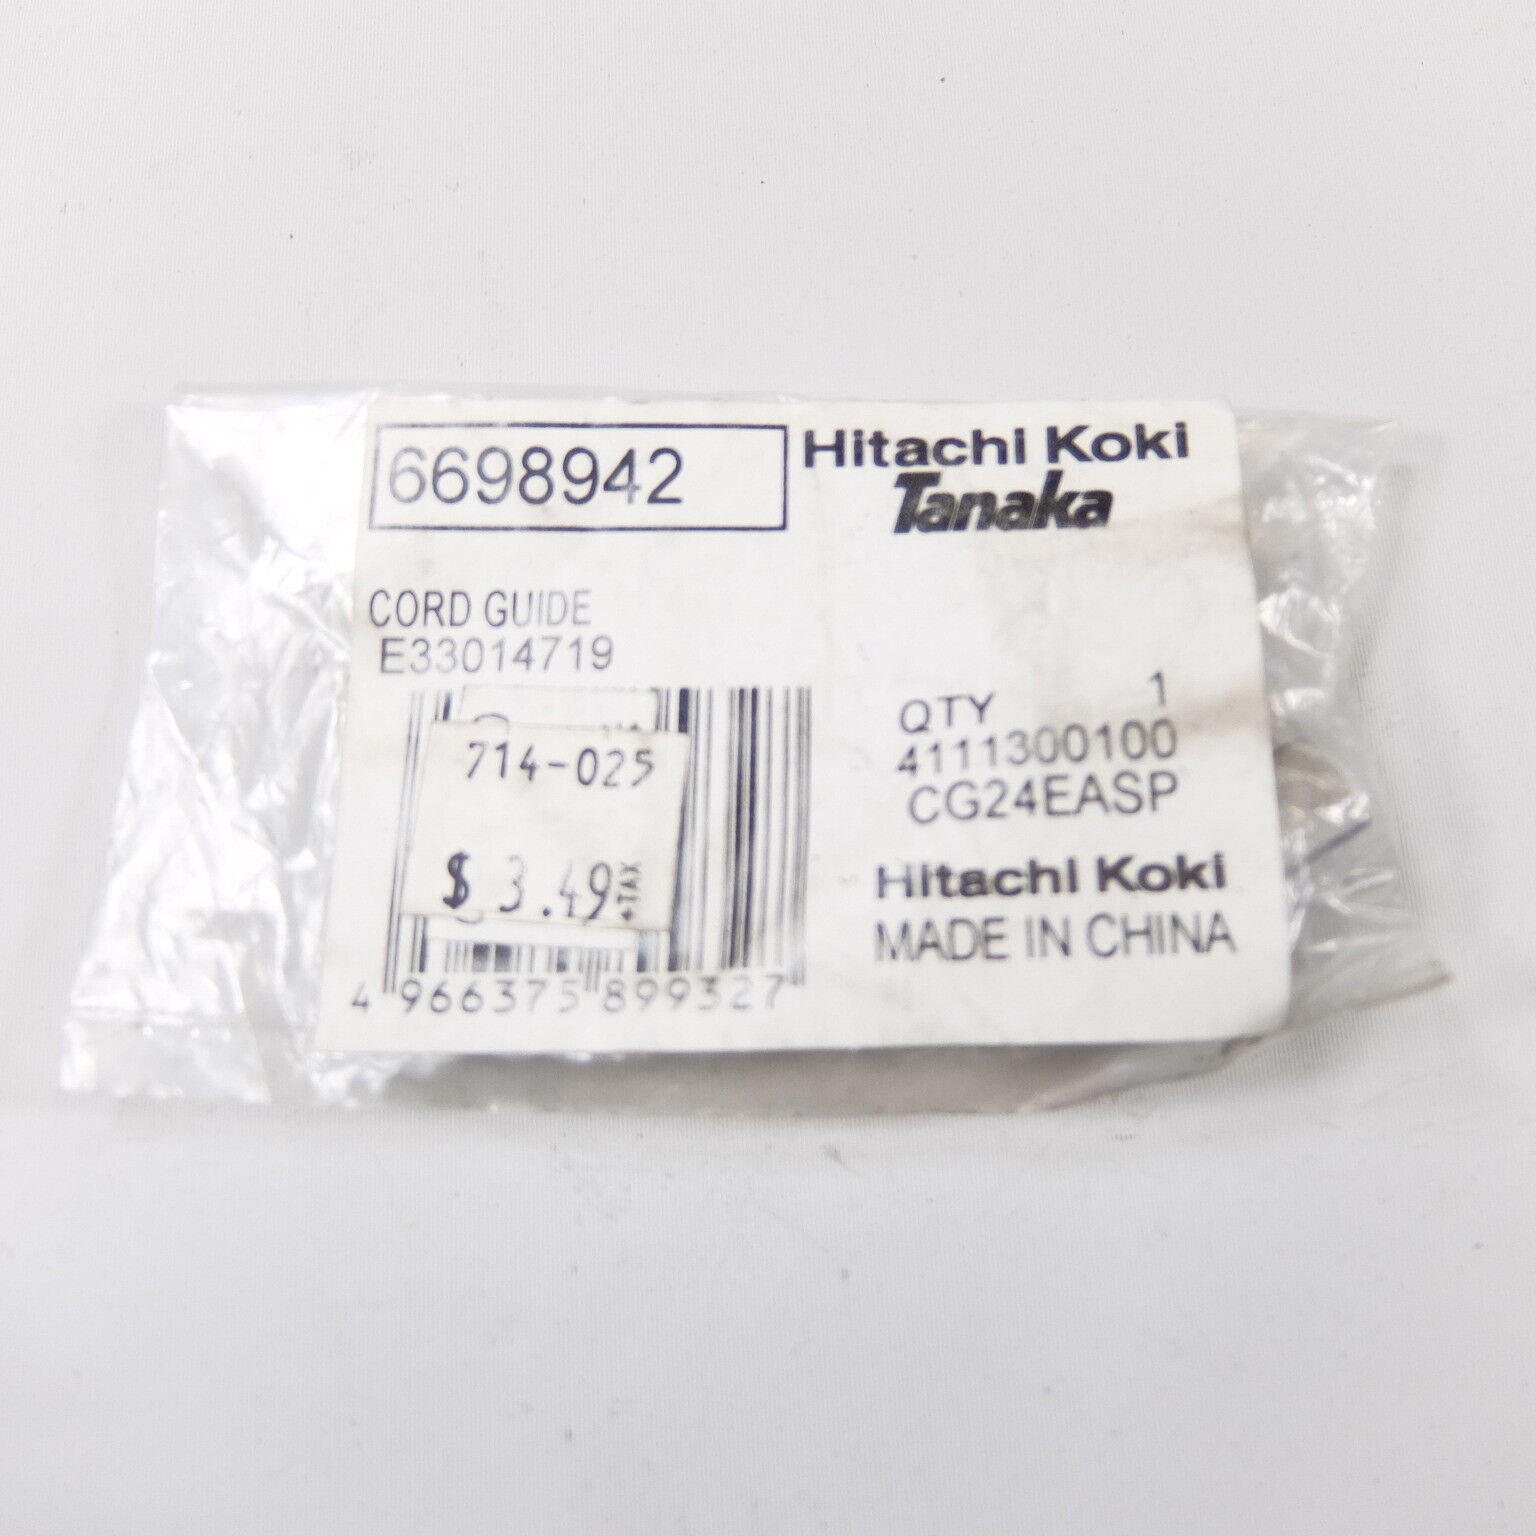 6698942
Hitachi Koki
Tanaka
CORD GUIDE
E33014719
QTY 1
4111300100
CG24EASP
714-025
$ 3.49 +TAX
Hitachi Koki
MADE IN CHINA
4 966375 899327